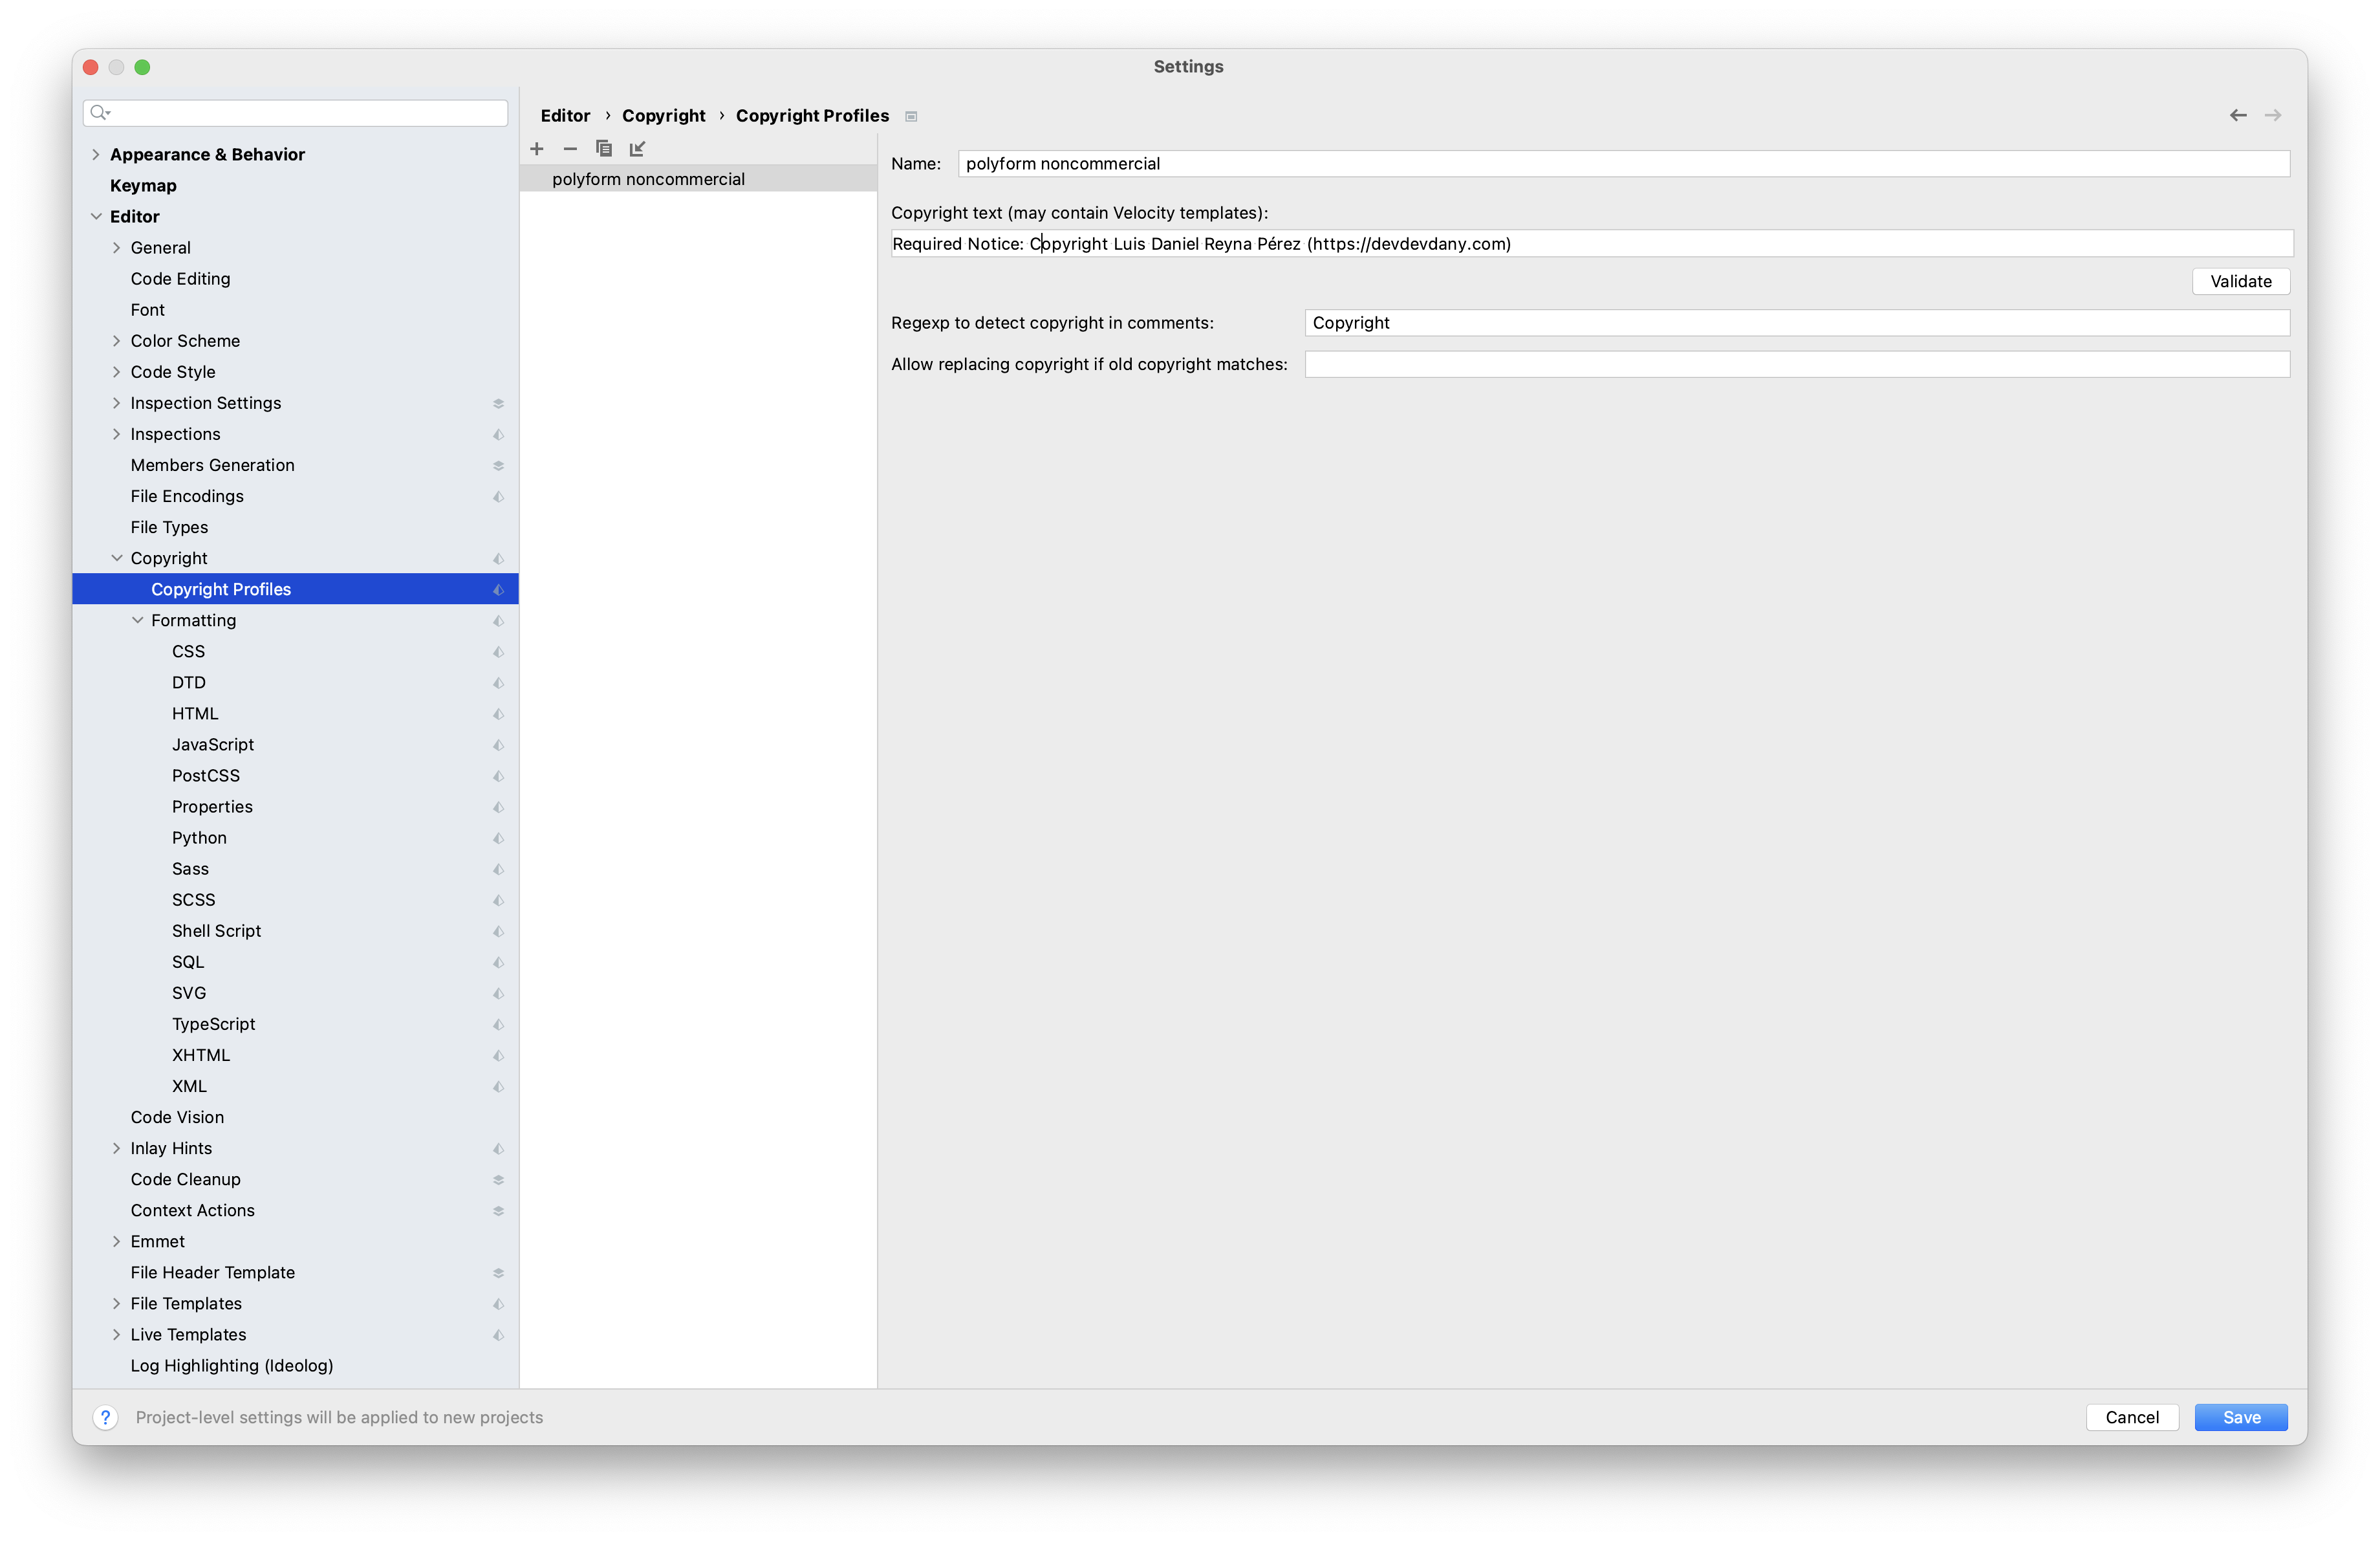 Settings
Appearance & Behavior
Keymap
Editor
General
Code Editing
Font
Color Scheme
Code Style
Inspection Settings
Inspections
Members Generation
File Encodings
File Types
Copyright
Copyright Profiles
Formatting
CSS
DTD
HTML
JavaScript
PostCSS
Properties
Python
Sass
SCSS
Shell Script
SQL
SVG
TypeScript
XHTML
XML
Code Vision
Inlay Hints
Code Cleanup
Context Actions
Emmet
File Header Template
File Templates
Live Templates
Log Highlighting (Ideolog)
Editor › Copyright › Copyright Profiles
polyform noncommercial
Name: polyform noncommercial
Copyright text (may contain Velocity templates):
Required Notice: Copyright Luis Daniel Reyna Pérez (https://devdevdany.com)
Validate
Regexp to detect copyright in comments: Copyright
Allow replacing copyright if old copyright matches:
? Project-level settings will be applied to new projects
Cancel Save